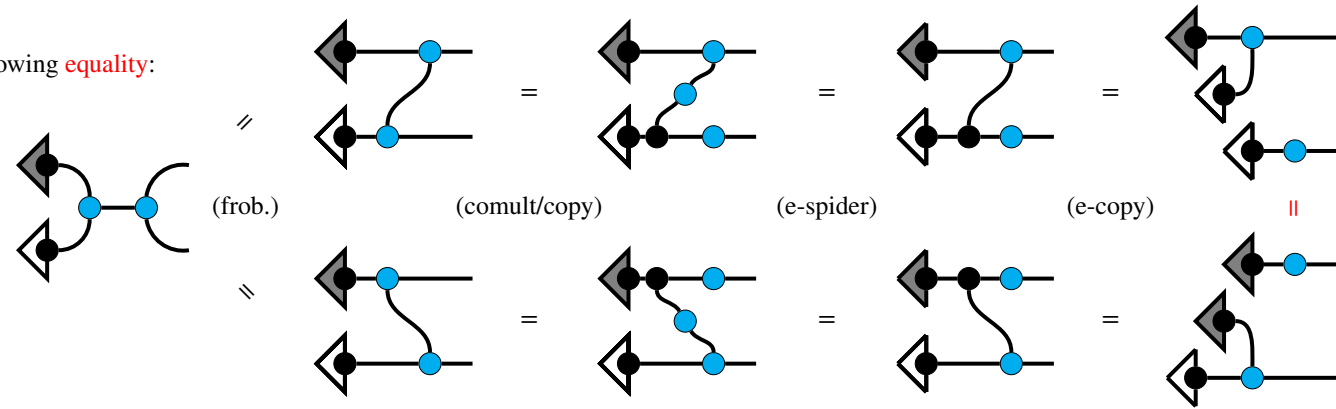 owing equality:
= = = =
(frob.) (comult/copy) (e-spider) (e-copy) =
= = = =